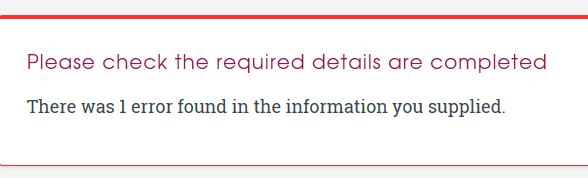 Please check the required details are completed
There was 1 error found in the information you supplied.